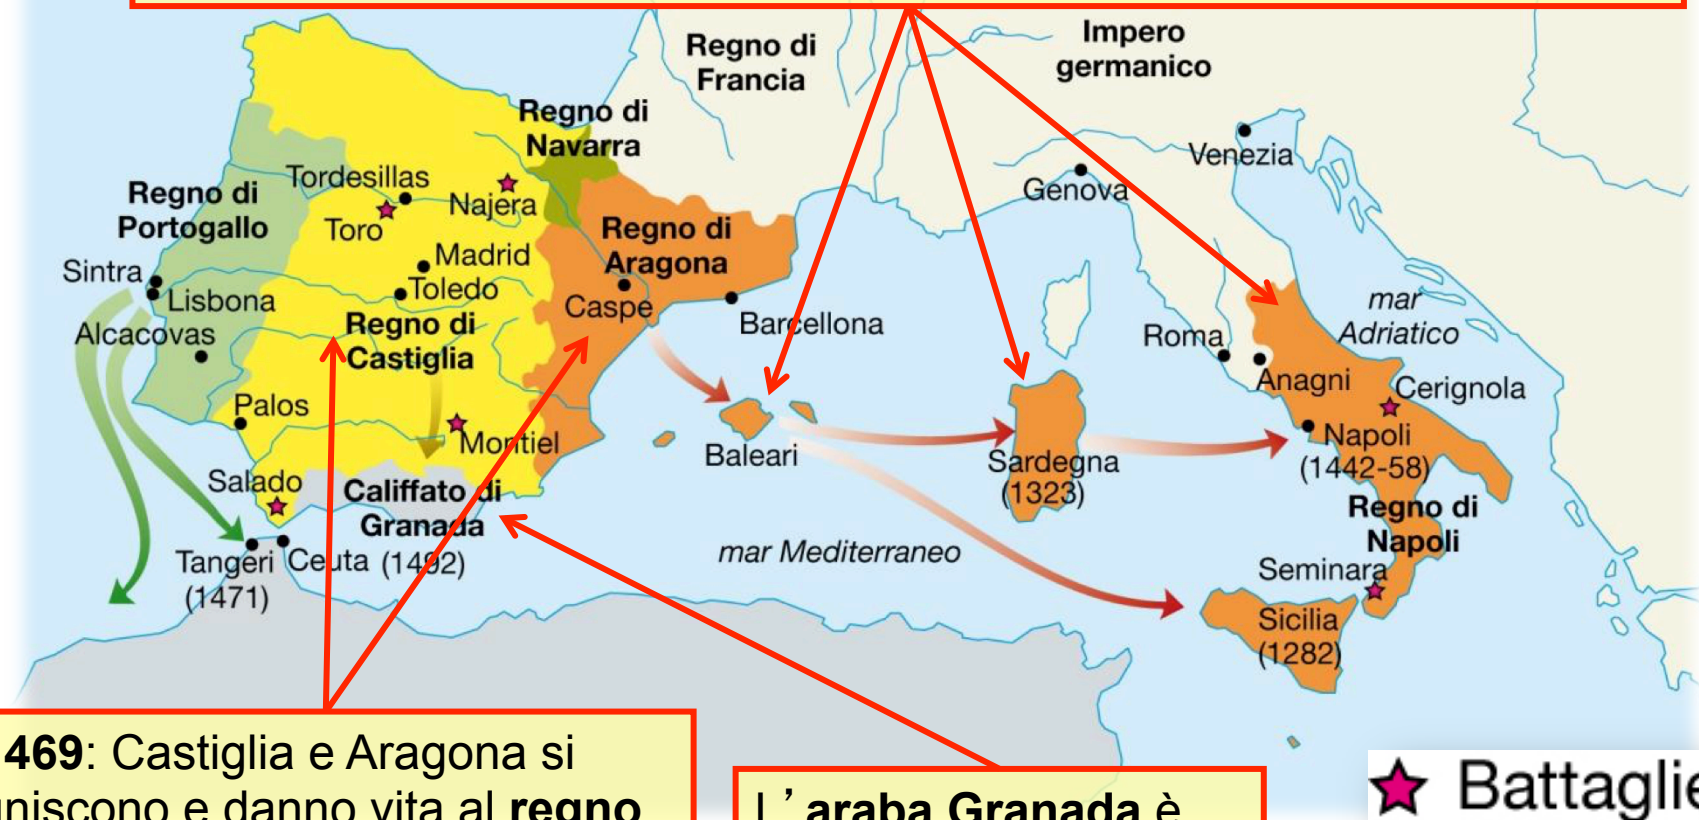 Impero
germanico
Regno di
Francia
Regno di
Navarra
Venezia
Tordesillas
Genova
Regno di
Portogallo
Najera
Toro
Regno di
Aragona
Madrid
Sintra
Toledo
Lisbona
Caspe
mar
Adriatico
Barcellona
Regno di
Castiglia
Alcacovas
Roma
Anagni
Cerignola
Palos
Napoli
(1442-58)
Montiel
Baleari
Sardegna
(1323)
Salado
Califfato di
Granada
(1492)
Regno di
Napoli
mar Mediterraneo
Tangeri
(1471)
Ceuta
Seminara
Sicilia
(1282)
469: Castiglia e Aragona si
niscono e danno vita al regno
L’araba Granada è
Battaglie